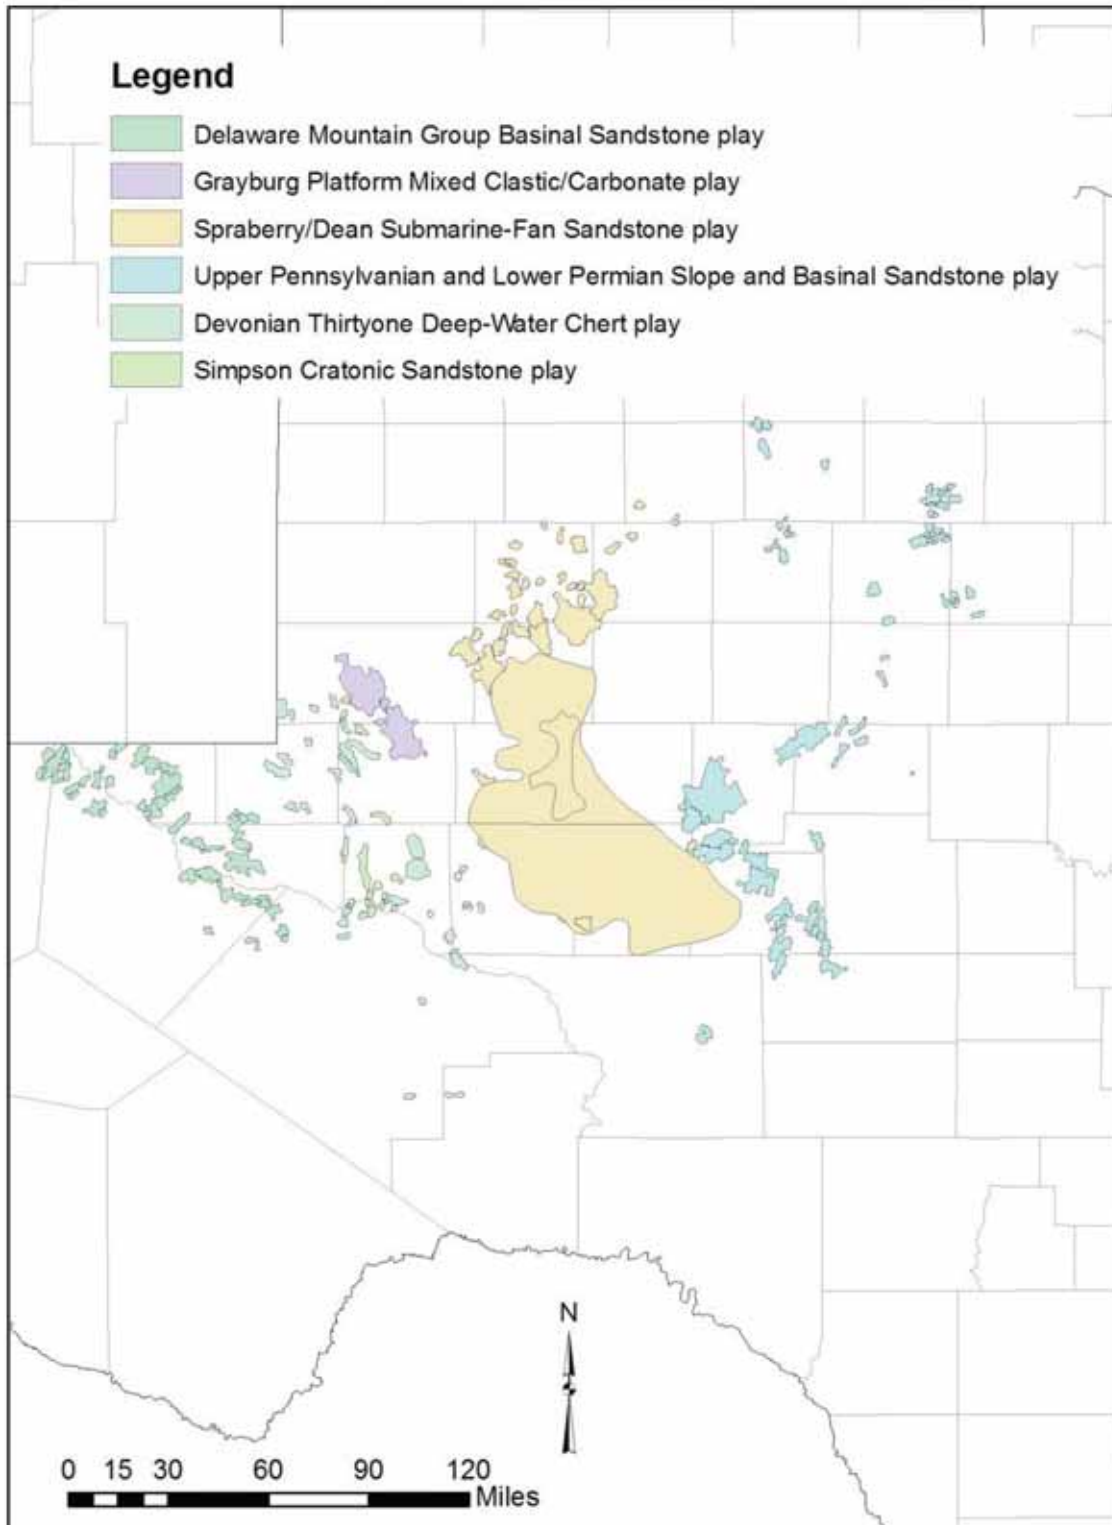 Legend
Delaware Mountain Group Basinal Sandstone play
Grayburg Platform Mixed Clastic/Carbonate play
Spraberry/Dean Submarine-Fan Sandstone play
Upper Pennsylvanian and Lower Permian Slope and Basinal Sandstone play
Devonian Thirtyone Deep-Water Chert play
Simpson Cratonic Sandstone play
N
0 15 30 60 90 120
Miles